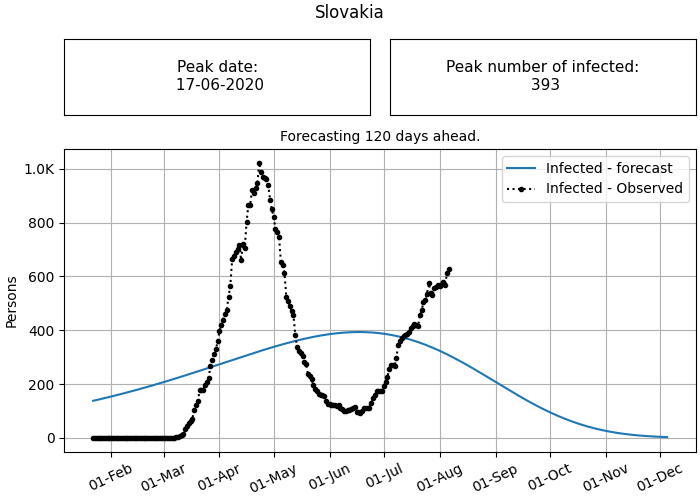 Slovakia
Peak date:
17-06-2020
Peak number of infected:
393
Forecasting 120 days ahead.
Infected - forecast
Infected - Observed
1.0K
800
600
400
200
0
Persons
01-Feb
01-Mar
01-Apr
01-May
01-Jun
01-Jul
01-Aug
01-Sep
01-Oct
01-Nov
01-Dec